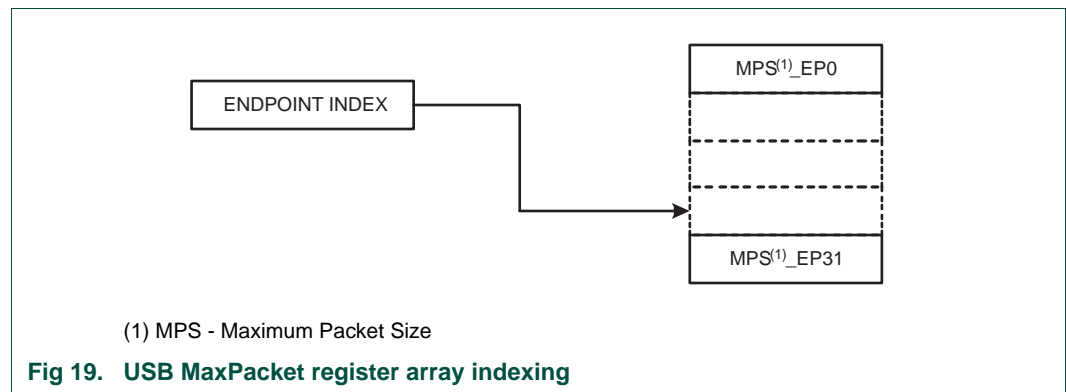 MPS(1)_EP0
ENDPOINT INDEX
MPS(1)_EP31
(1) MPS - Maximum Packet Size
Fig 19. USB MaxPacket register array indexing